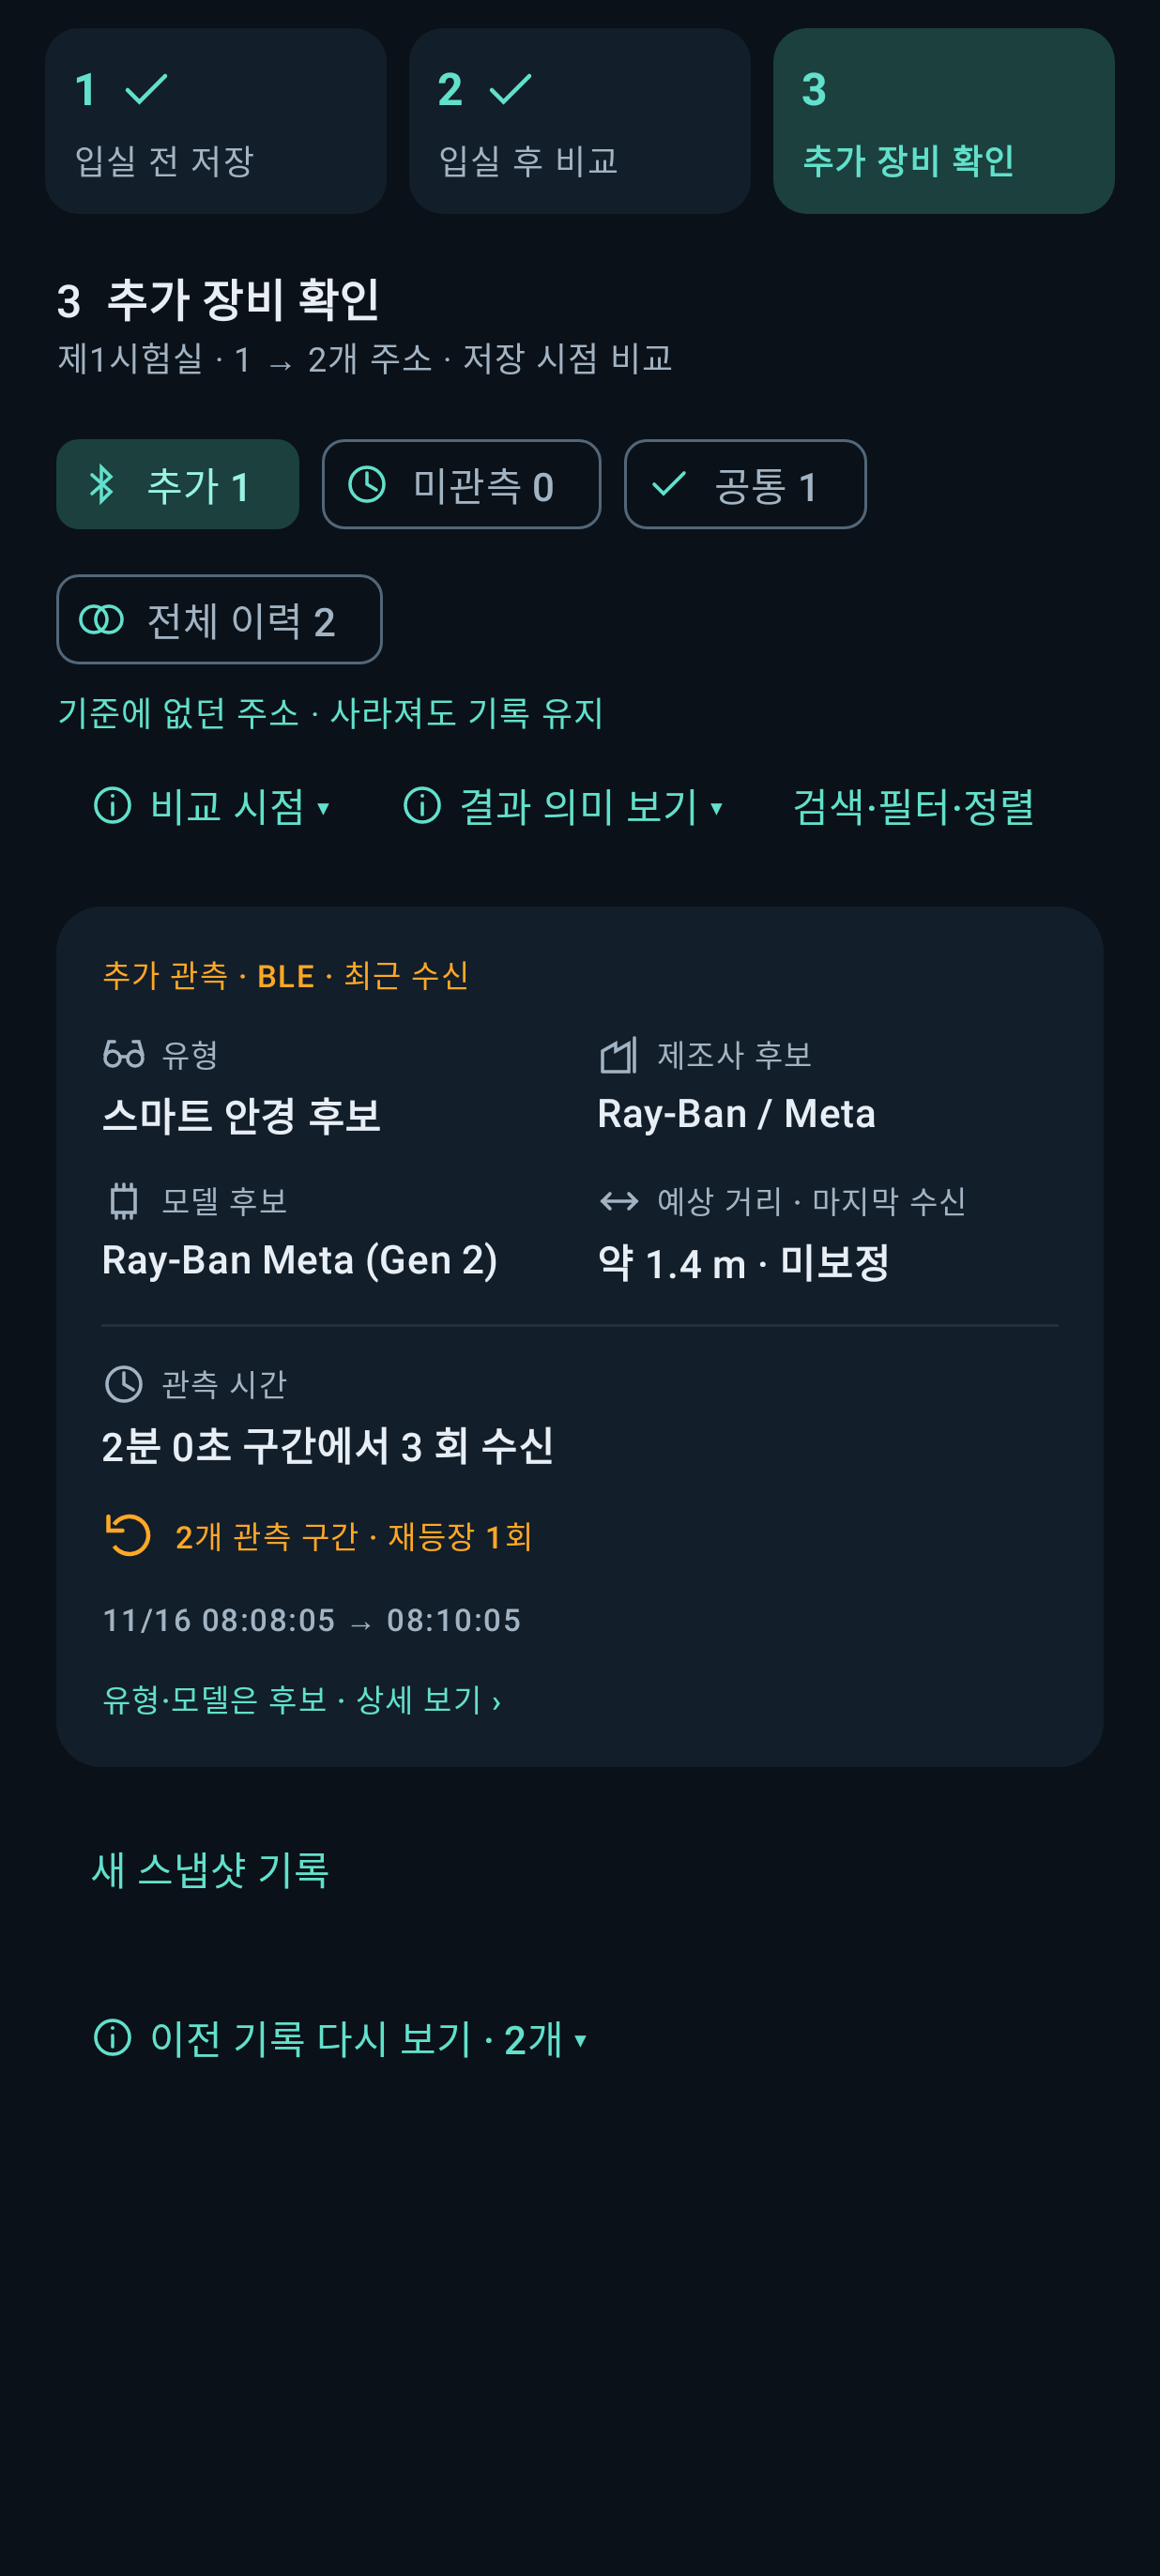 1
입실 전 저장
2
입실 후 비교
3
추가 장비 확인
3 추가 장비 확인
제1시험실 · 1 → 2개 주소 · 저장 시점 비교
추가 1
미관측 0
공통 1
전체 이력 2
기준에 없던 주소 · 사라져도 기록 유지
비교 시점 ▾
결과 의미 보기 ▾
검색·필터·정렬
추가 관측 · BLE · 최근 수신
유형
스마트 안경 후보
제조사 후보
Ray-Ban / Meta
모델 후보
Ray-Ban Meta (Gen 2)
예상 거리 · 마지막 수신
약 1.4 m · 미보정
관측 시간
2분 0초 구간에서 3 회 수신
2개 관측 구간 · 재등장 1회
11/16 08:08:05 → 08:10:05
유형·모델은 후보 · 상세 보기 ›
새 스냅샷 기록
이전 기록 다시 보기 · 2개 ▾